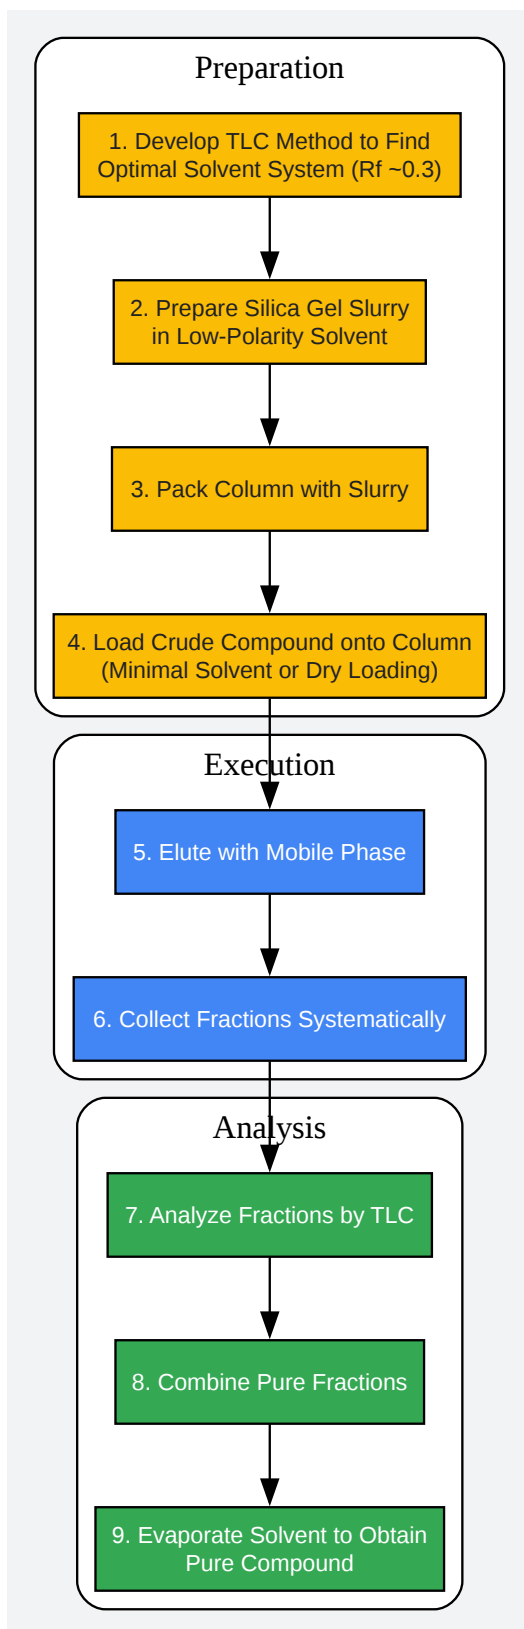 Preparation
1. Develop TLC Method to Find
Optimal Solvent System (Rf ~0.3)
2. Prepare Silica Gel Slurry
in Low-Polarity Solvent
3. Pack Column with Slurry
4. Load Crude Compound onto Column
(Minimal Solvent or Dry Loading)
Execution
5. Elute with Mobile Phase
6. Collect Fractions Systematically
Analysis
7. Analyze Fractions by TLC
8. Combine Pure Fractions
9. Evaporate Solvent to Obtain
Pure Compound